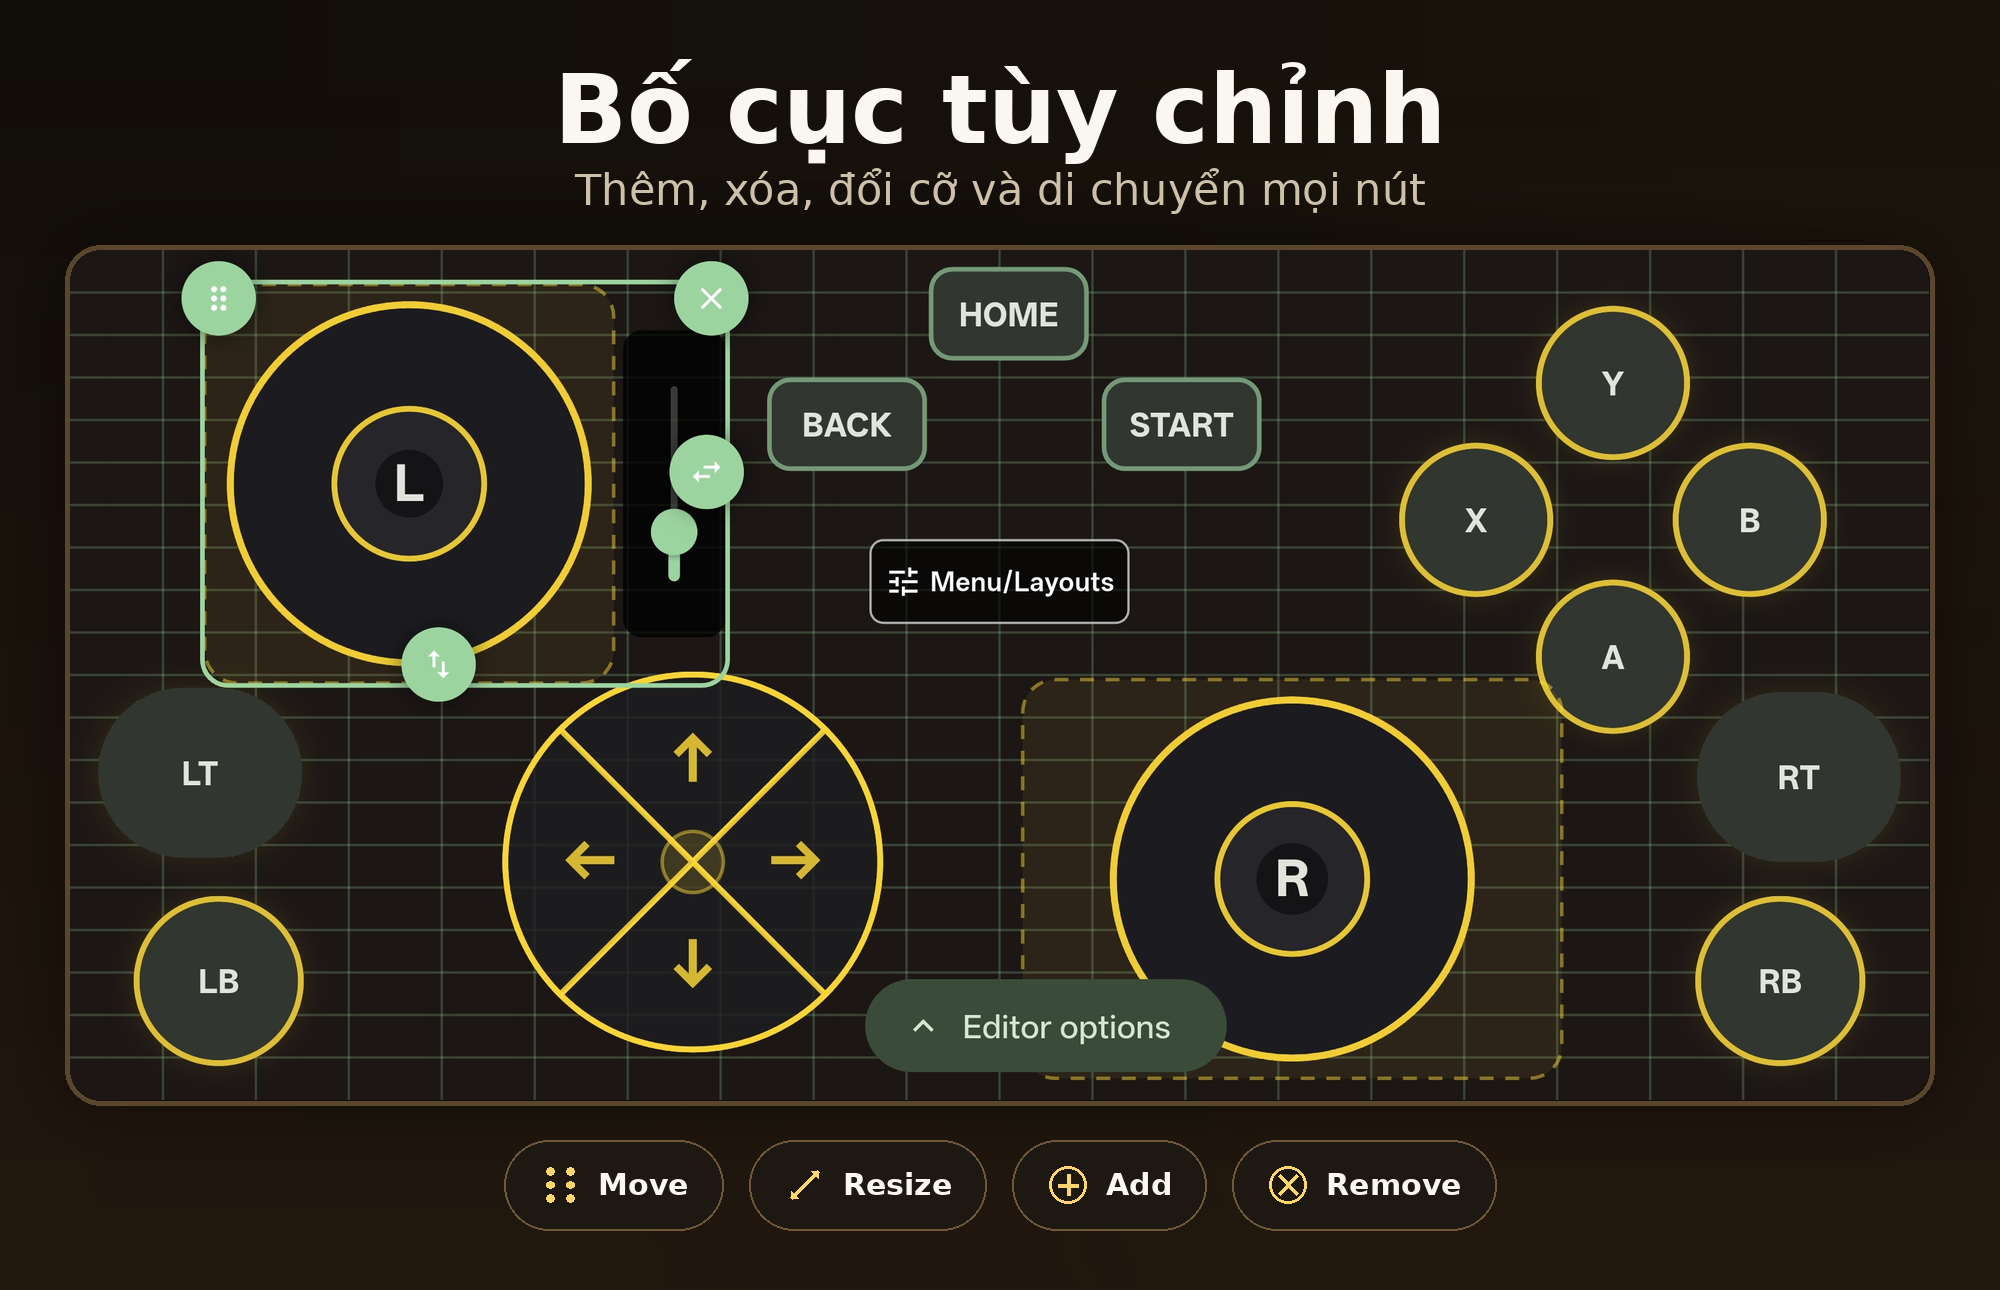 Bố cục tùy chỉnh
Thêm, xóa, đổi cỡ và di chuyển mọi nút
HOME
BACK
START
L
Menu/Layouts
Y
X
B
A
LT
RT
R
LB
RB
Editor options
Move
Resize
Add
Remove